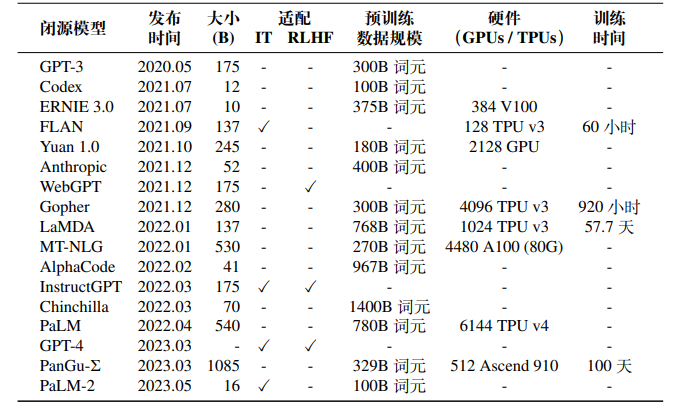 闭源模型 发布 大小 适配 预训练 硬件 训练
时间 (B) IT RLHF 数据规模 (GPUs / TPUs) 时间
GPT-3 2020.05 175 - - 300B 词元 - -
Codex 2021.07 12 - - 100B 词元 - -
ERNIE 3.0 2021.07 10 - - 375B 词元 384 V100 -
FLAN 2021.09 137 ✓ - - 128 TPU v3 60 小时
Yuan 1.0 2021.10 245 - - 180B 词元 2128 GPU -
Anthropic 2021.12 52 - - 400B 词元 - -
WebGPT 2021.12 175 - ✓ - - -
Gopher 2021.12 280 - - 300B 词元 4096 TPU v3 920 小时
LaMDA 2022.01 137 - - 768B 词元 1024 TPU v3 57.7 天
MT-NLG 2022.01 530 - - 270B 词元 4480 A100 (80G) -
AlphaCode 2022.02 41 - - 967B 词元 - -
InstructGPT 2022.03 175 ✓ ✓ - - -
Chinchilla 2022.03 70 - - 1400B 词元 - -
PaLM 2022.04 540 - - 780B 词元 6144 TPU v4 -
GPT-4 2023.03 - ✓ ✓ - - -
PanGu-Σ 2023.03 1085 - - 329B 词元 512 Ascend 910 100 天
PaLM-2 2023.05 16 ✓ - 100B 词元 - -